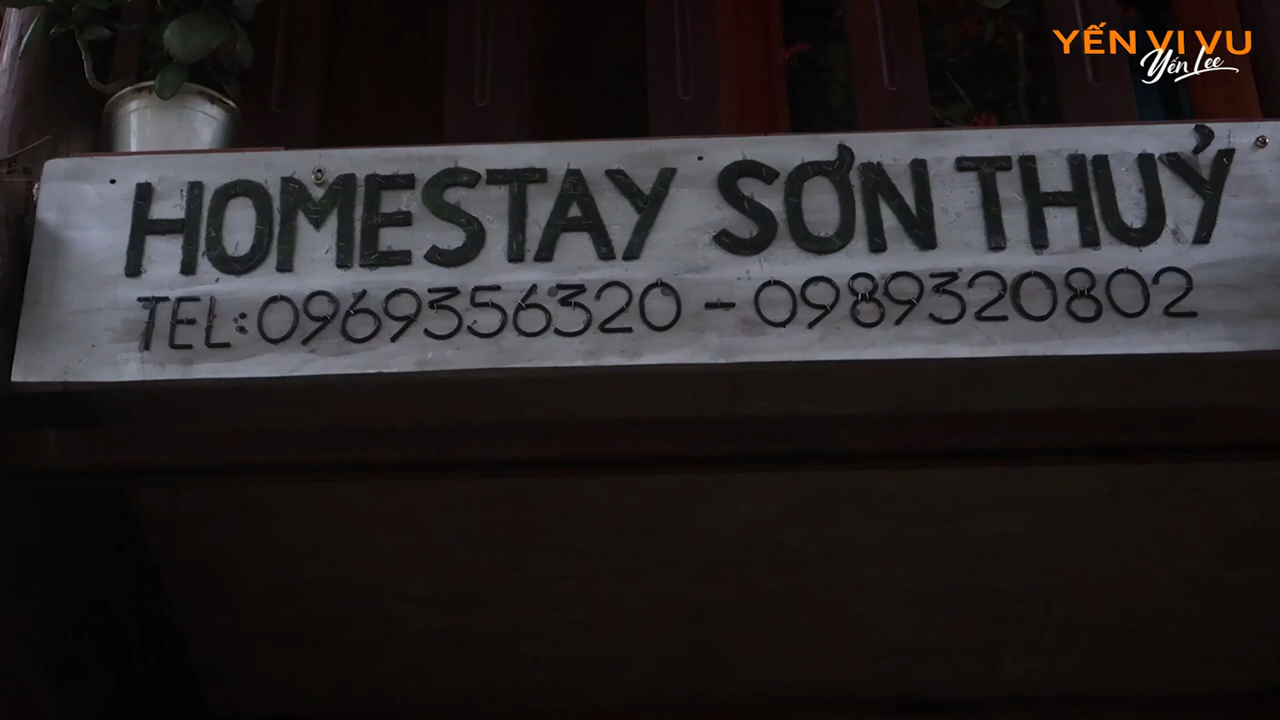 YẾN VI VU
Yến Lee
HOMESTAY SƠN THUỶ
TEL: 0969356320 - 0989320802